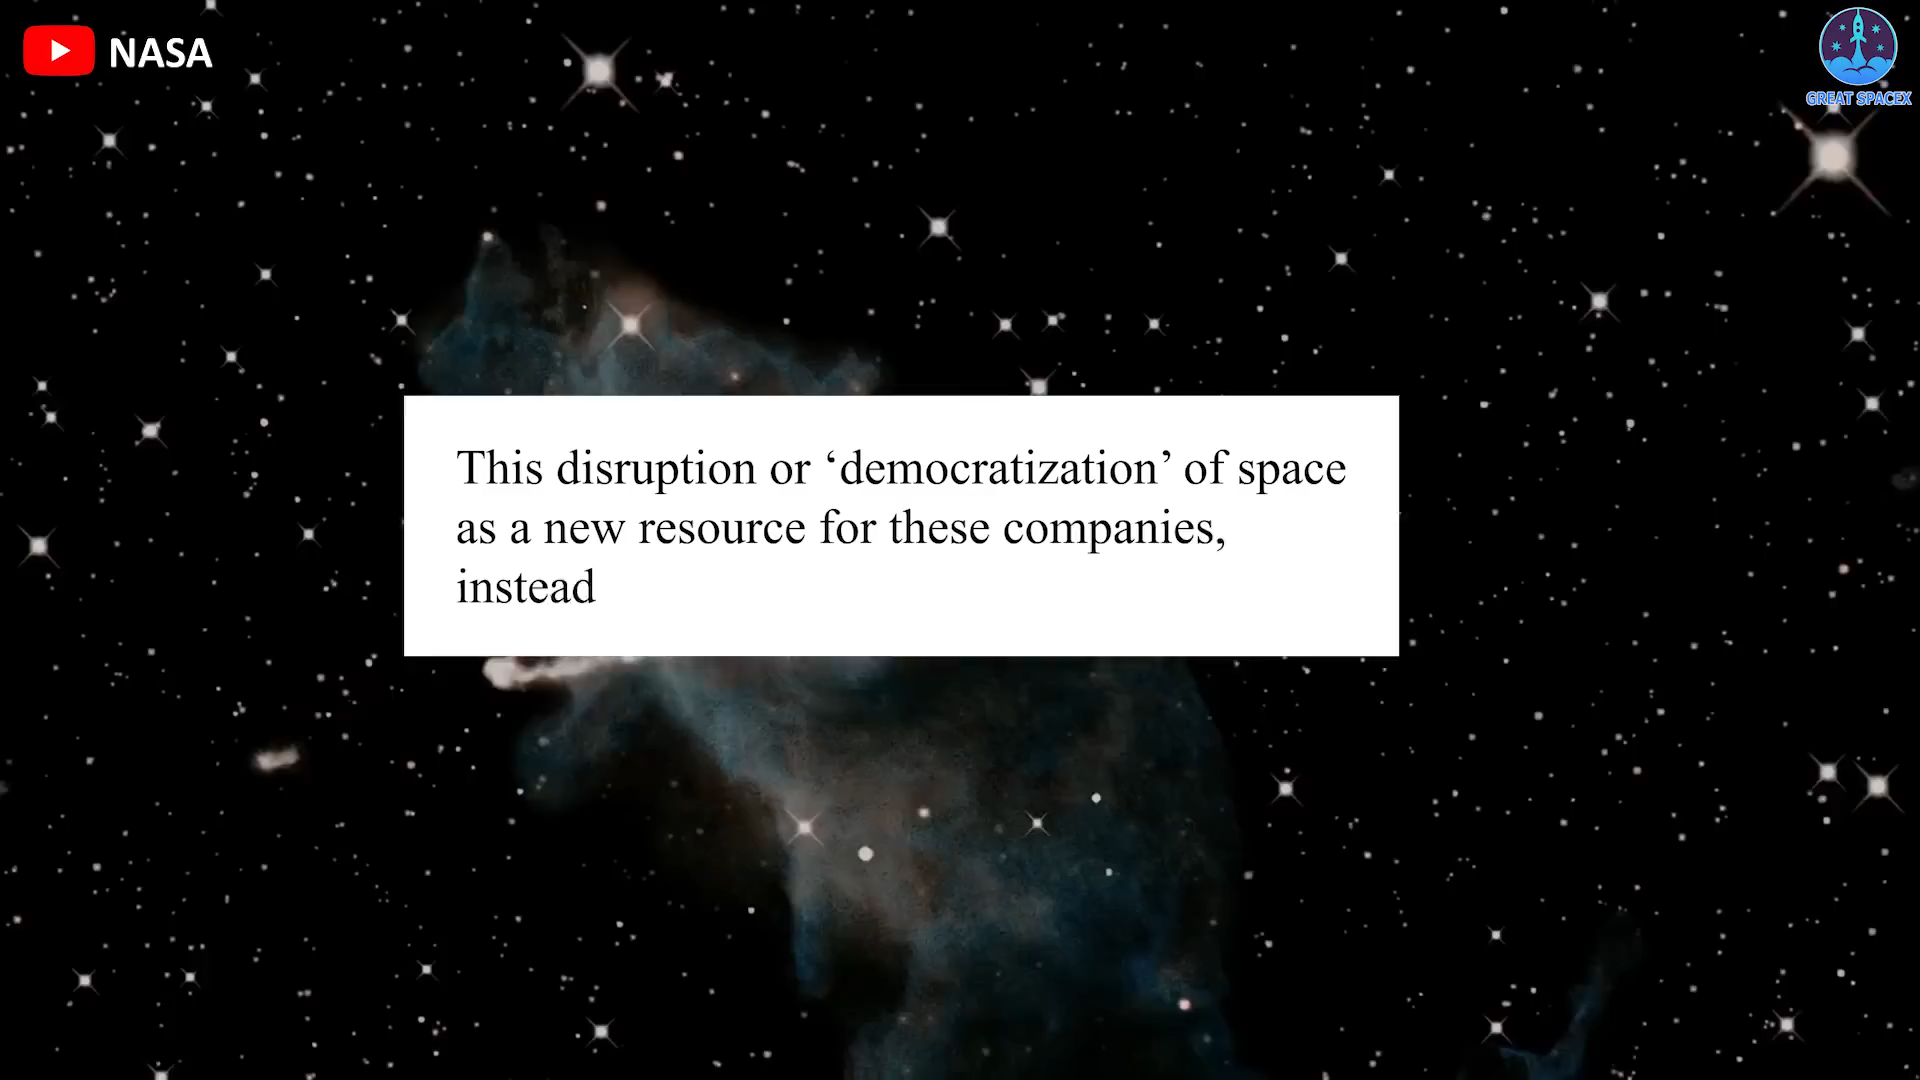 NASA
GREAT SPACEX
This disruption or ‘democratization’ of space
as a new resource for these companies,
instead